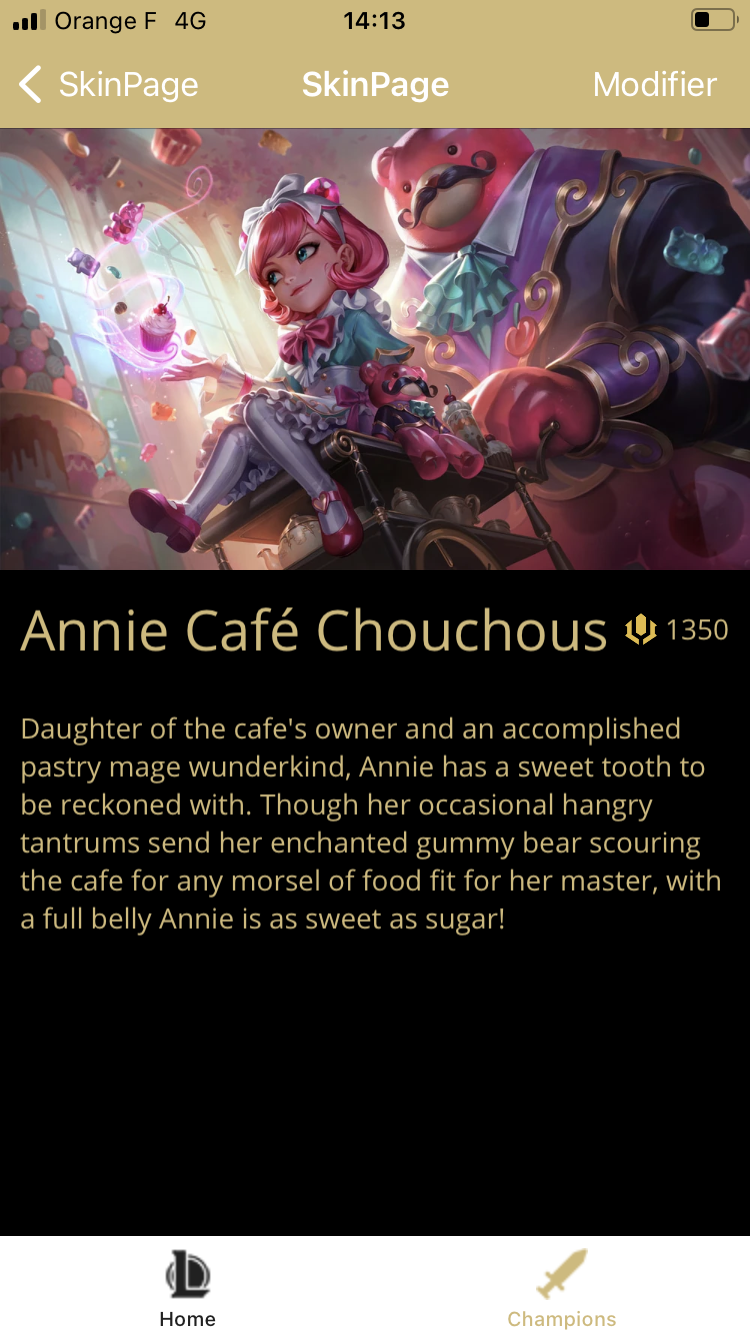 Orange F 4G 14:13
SkinPage SkinPage Modifier
Annie Café Chouchous 1350
Daughter of the cafe's owner and an accomplished
pastry mage wunderkind, Annie has a sweet tooth to
be reckoned with. Though her occasional hangry
tantrums send her enchanted gummy bear scouring
the cafe for any morsel of food fit for her master, with
a full belly Annie is as sweet as sugar!
Home Champions